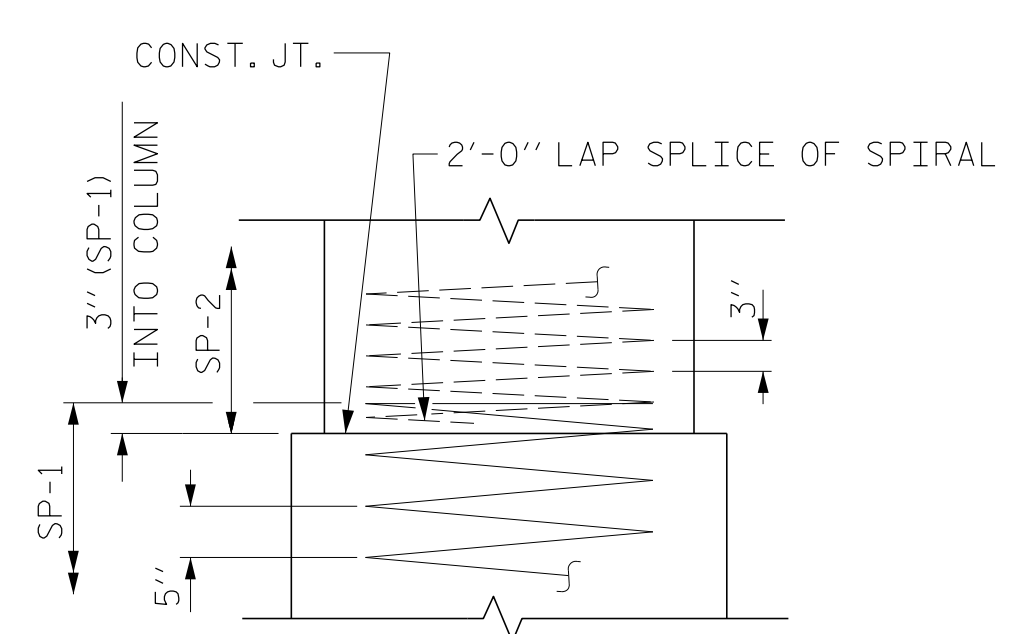 CONST. JT.
2'-0'' LAP SPLICE OF SPIRAL
3'' (SP-1)
INTO COLUMN
SP-2
3''
SP-1
5''